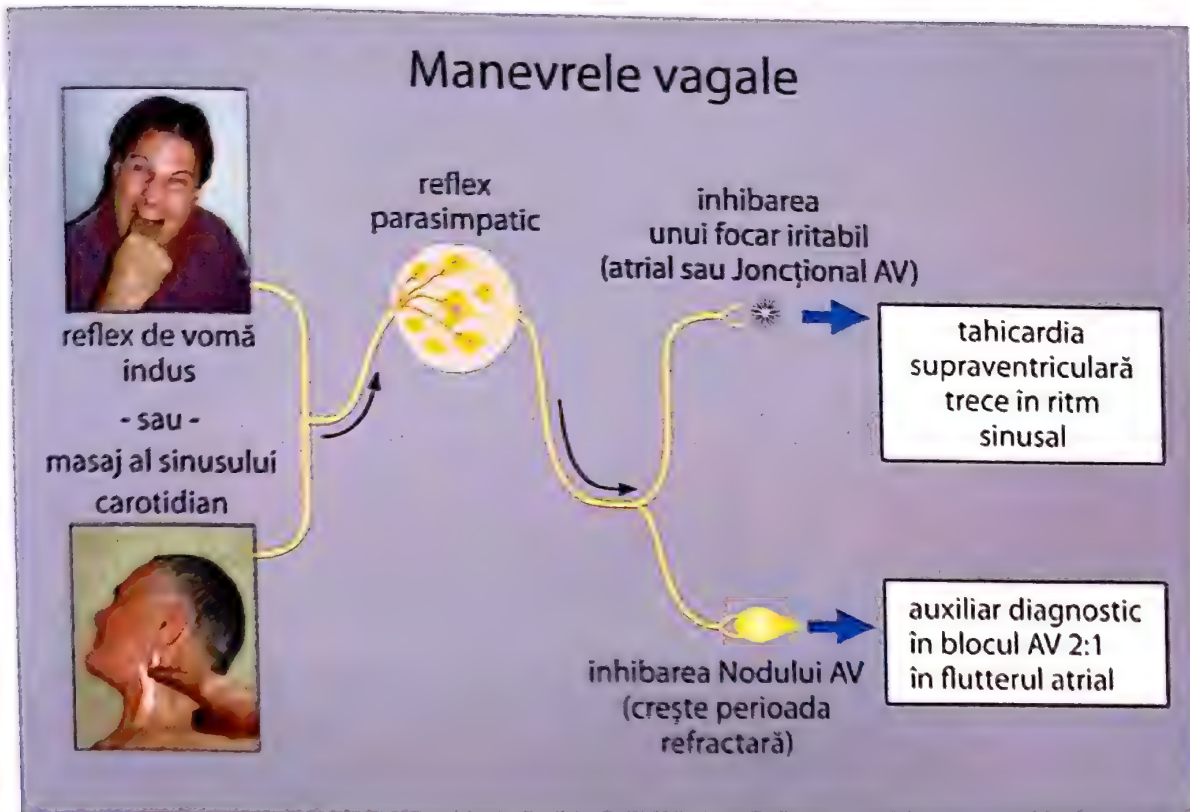 Manevrele vagale
reflex de vomă
indus
- sau -
masaj al sinusului
carotidian
reflex
parasimpatic
inhibarea
unui focar iritabil
(atrial sau Joncțional AV)
tahicardia
supraventriculară
trece în ritm
sinusal
inhibarea Nodului AV
(crește perioada
refractară)
auxiliar diagnostic
în blocul AV 2:1
în flutterul atrial